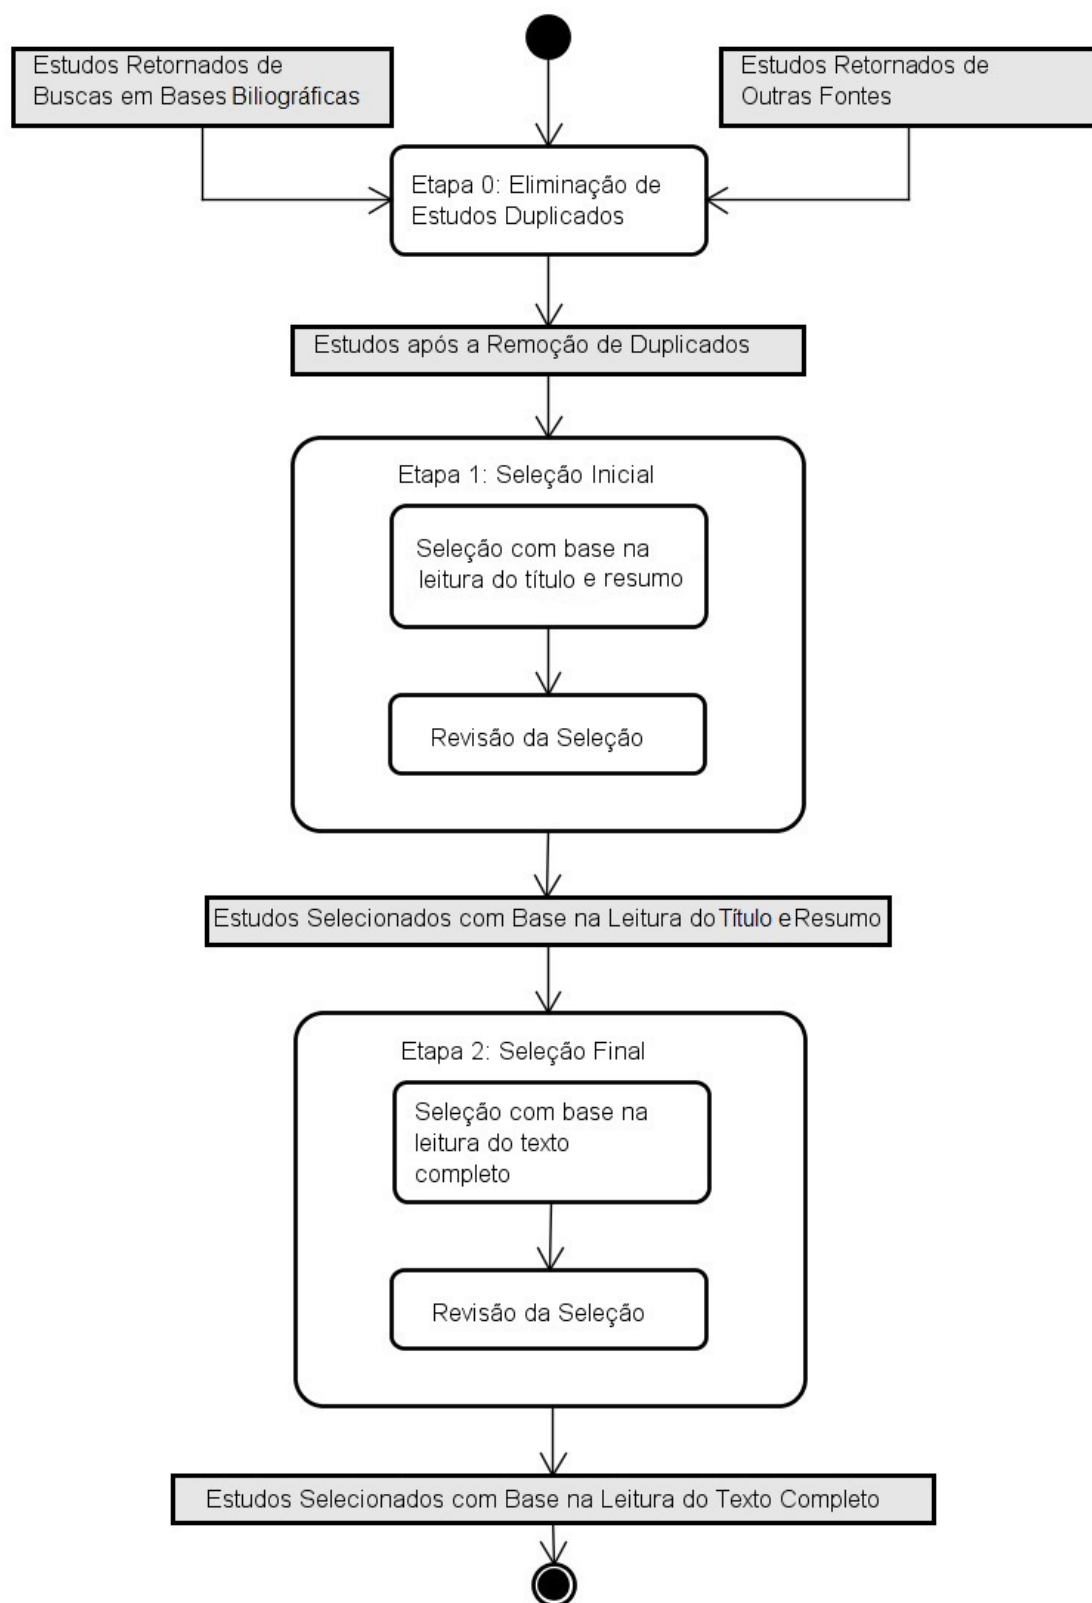 Estudos Retornados de
Buscas em Bases Biliográficas
Estudos Retornados de
Outras Fontes
Etapa 0: Eliminação de
Estudos Duplicados
Estudos após a Remoção de Duplicados
Etapa 1: Seleção Inicial
Seleção com base na
leitura do título e resumo
Revisão da Seleção
Estudos Selecionados com Base na Leitura do Título e Resumo
Etapa 2: Seleção Final
Seleção com base na
leitura do texto
completo
Revisão da Seleção
Estudos Selecionados com Base na Leitura do Texto Completo